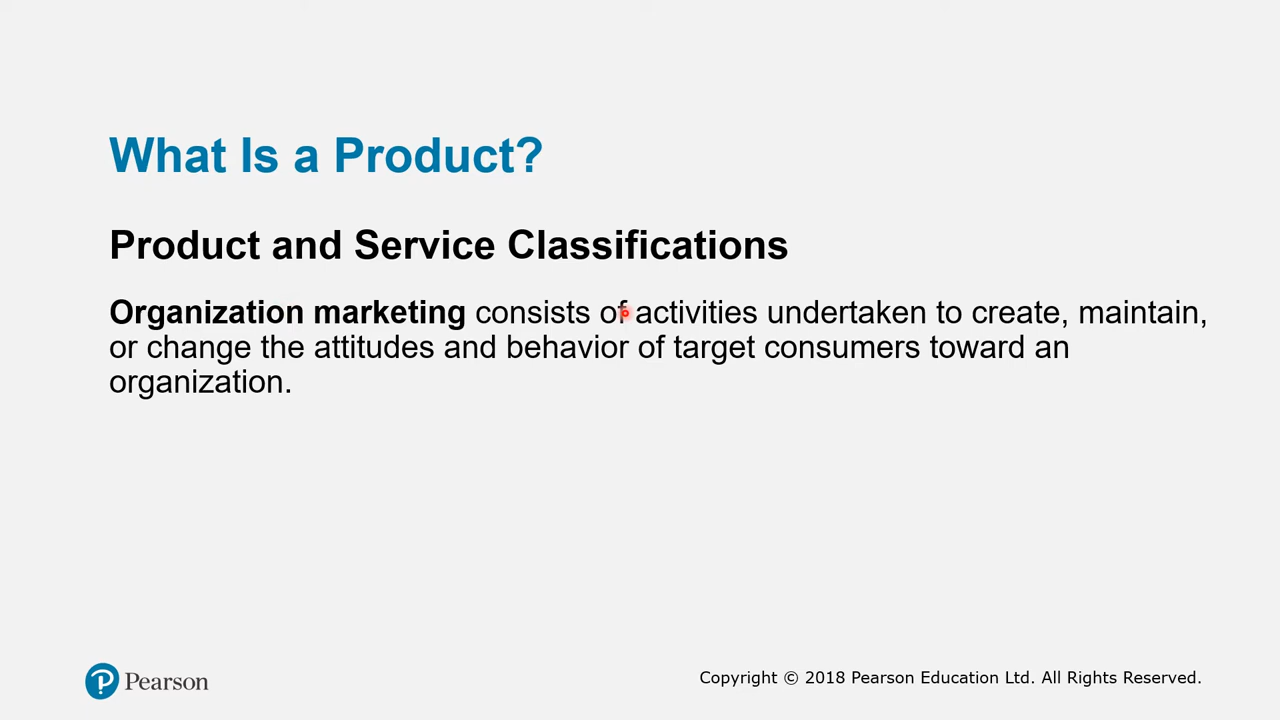 What Is a Product?
Product and Service Classifications
Organization marketing consists of activities undertaken to create, maintain,
or change the attitudes and behavior of target consumers toward an
organization.
Pearson
Copyright © 2018 Pearson Education Ltd. All Rights Reserved.